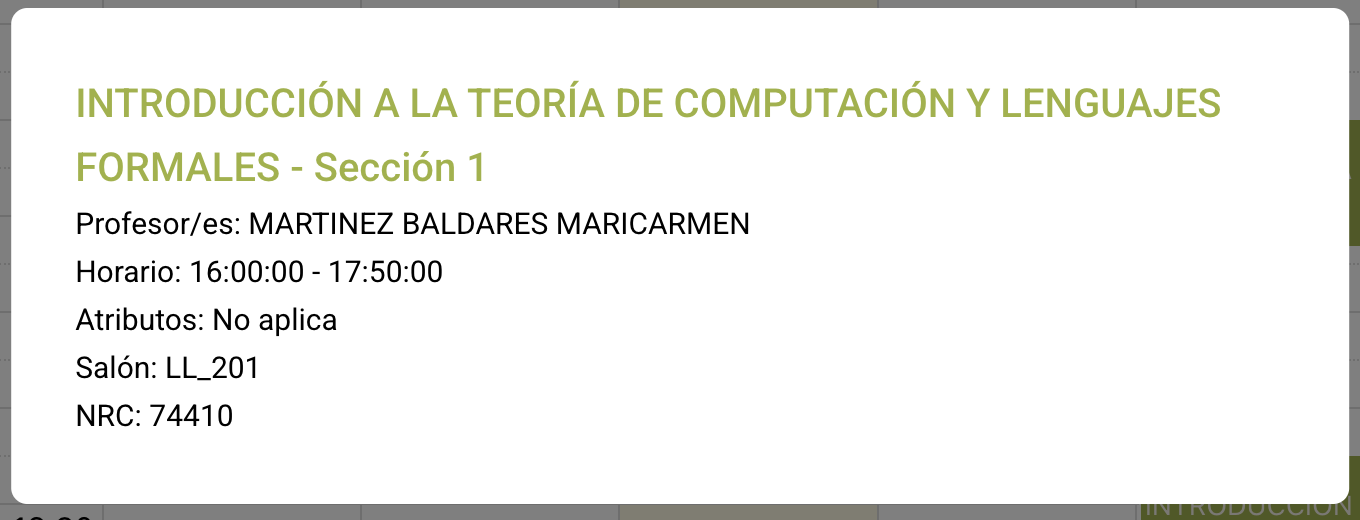 INTRODUCCIÓN A LA TEORÍA DE COMPUTACIÓN Y LENGUAJES
FORMALES - Sección 1
Profesor/es: MARTINEZ BALDARES MARICARMEN
Horario: 16:00:00 - 17:50:00
Atributos: No aplica
Salón: LL_201
NRC: 74410
INTRODUCCIÓN